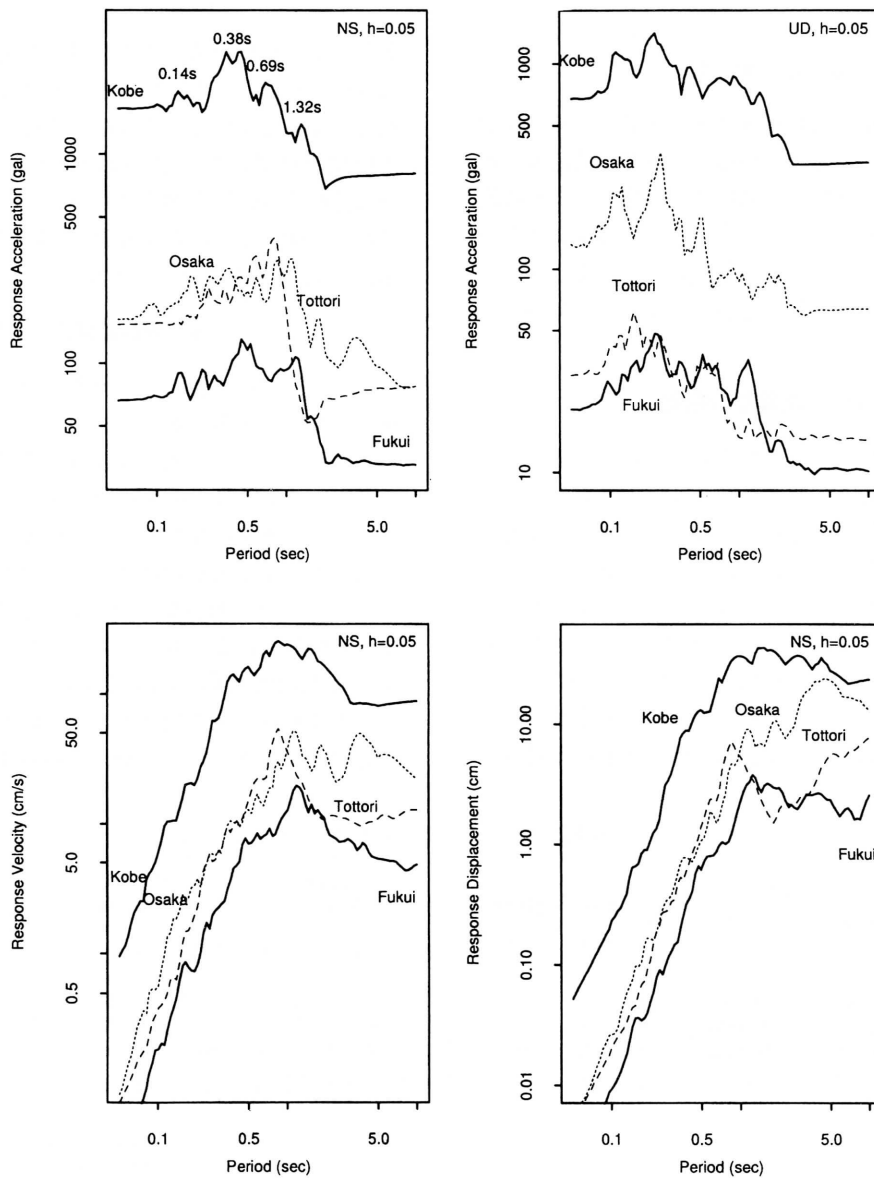 NS, h=0.05
0.38s
0.14s
0.69s
1.32s
Kobe
Osaka
Tottori
Fukui
Response Acceleration (gal)
1000
500
100
50
0.1 0.5 5.0
Period (sec)
UD, h=0.05
Kobe
Osaka
Tottori
Fukui
Response Acceleration (gal)
1000
500
100
50
10
0.1 0.5 5.0
Period (sec)
NS, h=0.05
Kobe
Osaka
Tottori
Fukui
Response Velocity (cm/s)
50.0
5.0
0.5
0.1 0.5 5.0
Period (sec)
NS, h=0.05
Kobe
Osaka
Tottori
Fukui
Response Displacement (cm)
10.00
1.00
0.10
0.01
0.1 0.5 5.0
Period (sec)